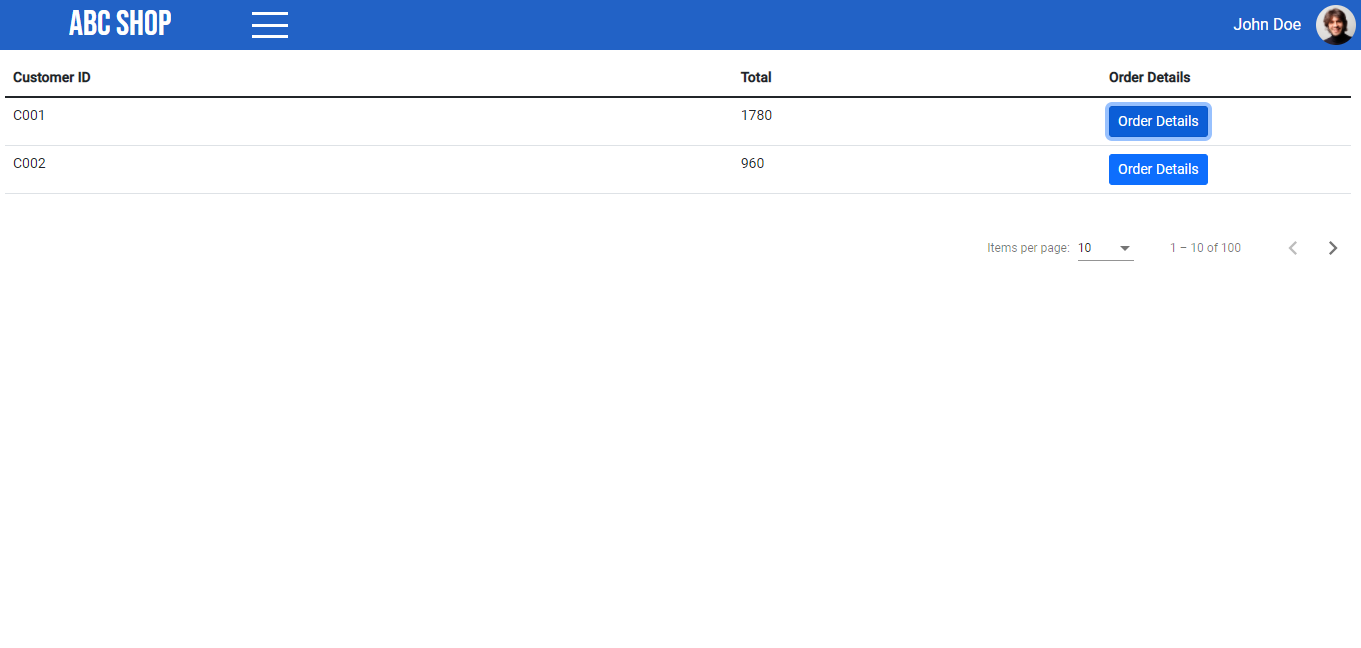 ABC SHOP
John Doe
Customer ID Total Order Details
C001 1780 Order Details
C002 960 Order Details
Items per page: 10 1 – 10 of 100